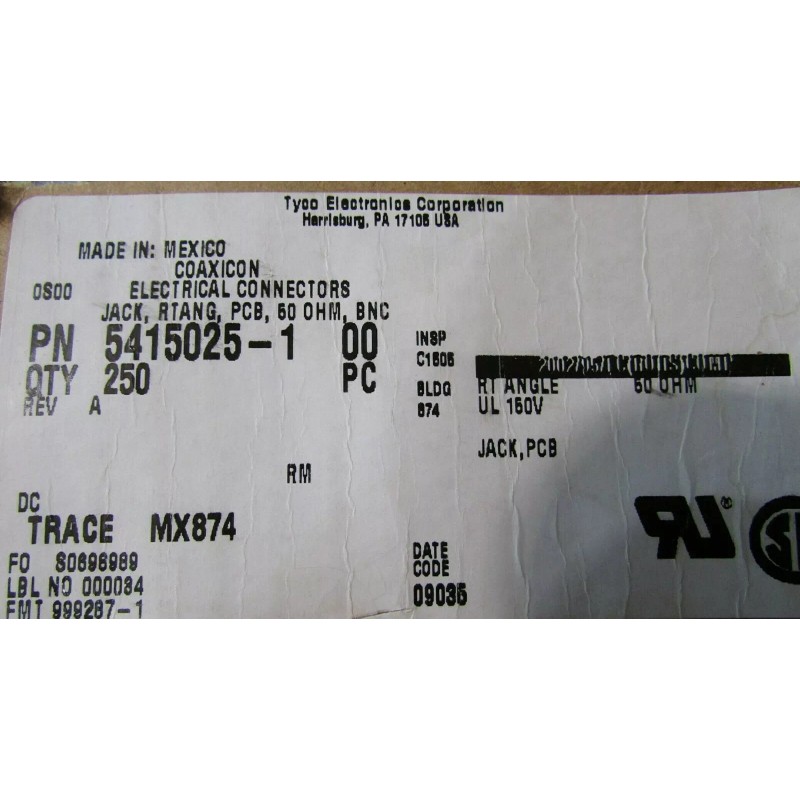 Tyco Electronics Corporation
Harrisburg, PA 17105 USA
MADE IN: MEXICO
COAXICON
0S00 ELECTRICAL CONNECTORS
JACK, RTANG, PCB, 50 OHM, BNC
PN 5415025-1 00
QTY 250 PC
REV A
INSP
C1505
BLDG
874
RT ANGLE 50 OHM
UL 150V
JACK,PCB
RM
DC
TRACE MX874
FO S0698989
LBL NO 000034
FMT 999287-1
DATE
CODE
09035
RU®